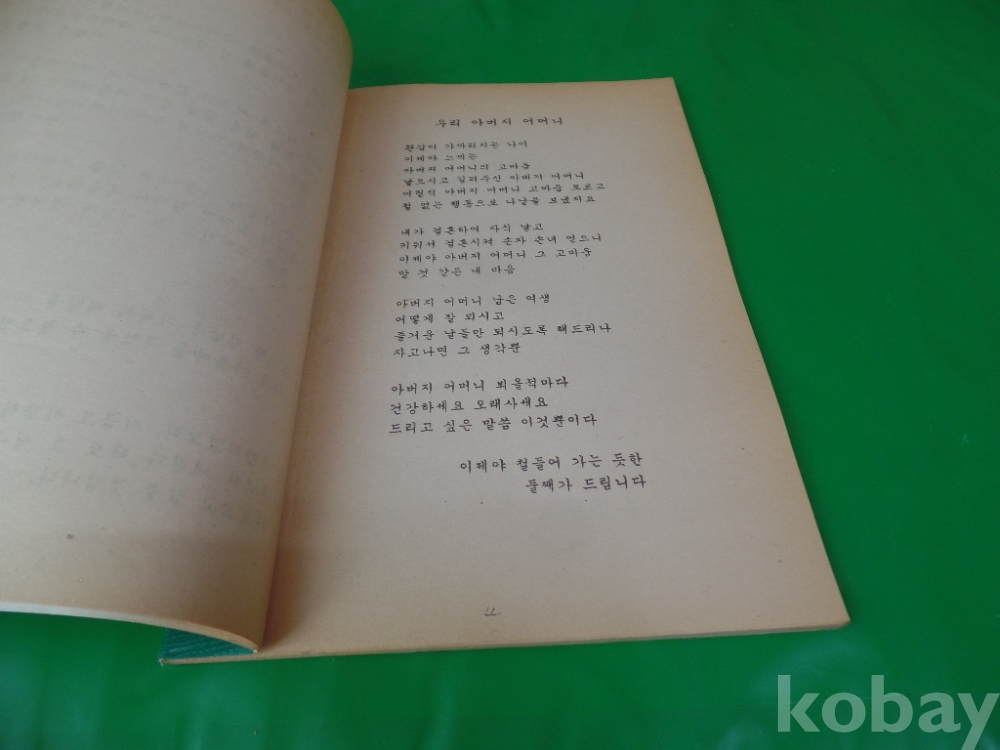 우리 아버지 어머니
환갑이 가까워지는 나이
이제야 느끼는
아버지 어머니의 고마움
낳으시고 길러주신 아버지 어머니
어릴적 아버지 어머니 고마움 모르고
철 없는 행동으로 나날을 보냈지요
내가 결혼하여 자식 낳고
키워서 결혼시켜 손자 손녀 얻으니
이제야 아버지 어머니 그 고마움
알 것 같은 내 마음
아버지 어머니 남은 여생
어떻게 잘 뫼시고
즐거운 날들만 되시도록 해드리나
자고나면 그 생각뿐
아버지 어머니 뵈올적마다
건강하세요 오래사세요
드리고 싶은 말씀 이것뿐이다
이제야 철들어 가는 듯한
둘째가 드립니다
kobay